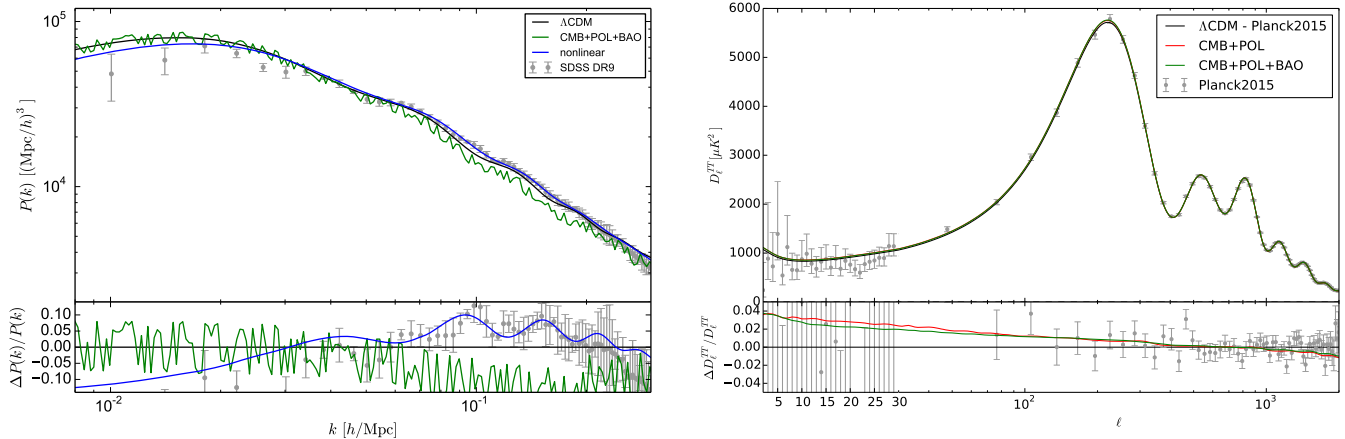 10^5
10^4
P(k) [(Mpc/h)^3 ]
ΛCDM
CMB+POL+BAO
nonlinear
SDSS DR9
0.10
0.05
0.00
−0.05
−0.10
ΔP(k)/P(k)
10^-2
10^-1
k [h/Mpc]
6000
5000
4000
3000
2000
1000
0
D_ℓ^TT [μK^2 ]
ΛCDM - Planck2015
CMB+POL
CMB+POL+BAO
Planck2015
0.04
0.02
0.00
−0.02
−0.04
ΔD_ℓ^TT/D_ℓ^TT
5 10 15 20 25 30 10^2 10^3
ℓ